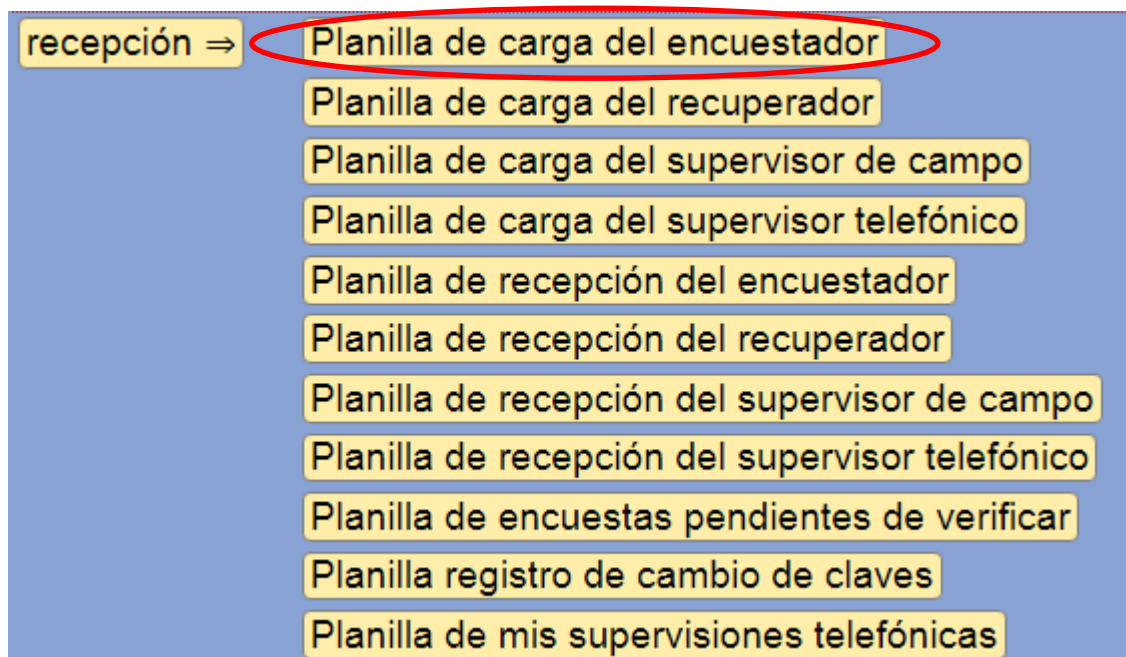 recepción ⇒ Planilla de carga del encuestador
Planilla de carga del recuperador
Planilla de carga del supervisor de campo
Planilla de carga del supervisor telefónico
Planilla de recepción del encuestador
Planilla de recepción del recuperador
Planilla de recepción del supervisor de campo
Planilla de recepción del supervisor telefónico
Planilla de encuestas pendientes de verificar
Planilla registro de cambio de claves
Planilla de mis supervisiones telefónicas